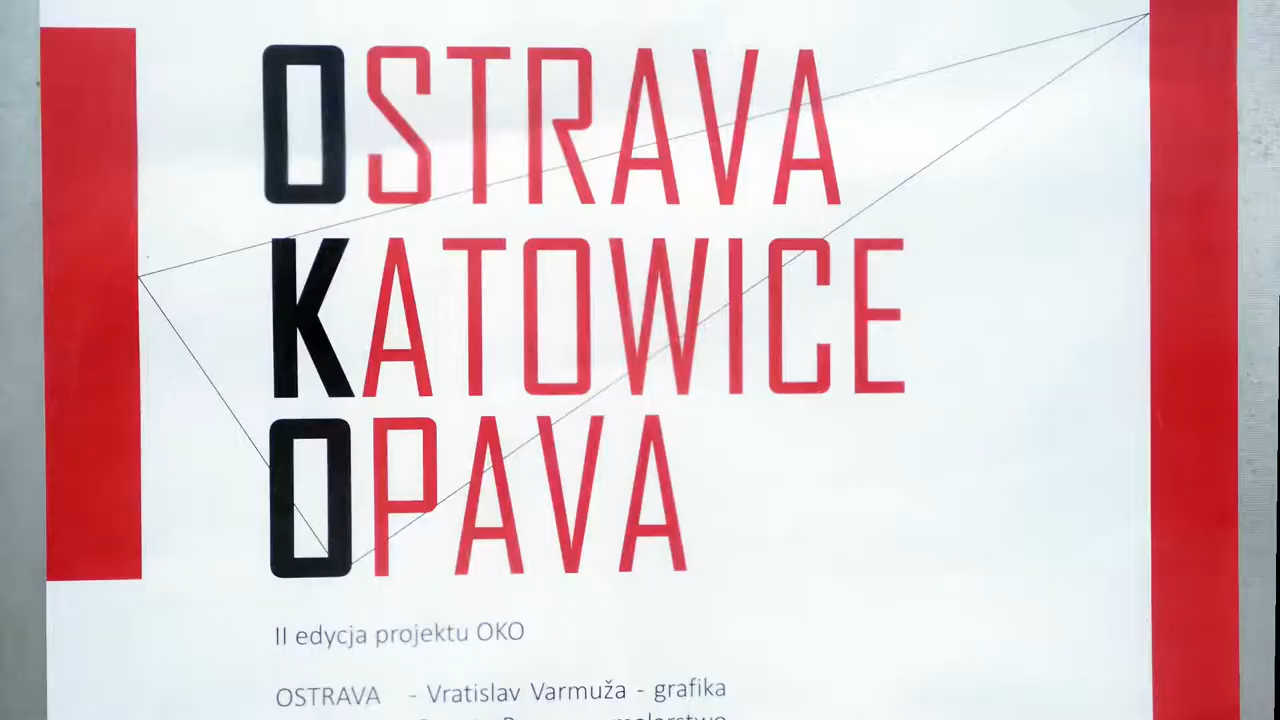 OSTRAVA
KATOWICE
OPAVA
II edycja projektu OKO
OSTRAVA - Vratislav Varmuža - grafika